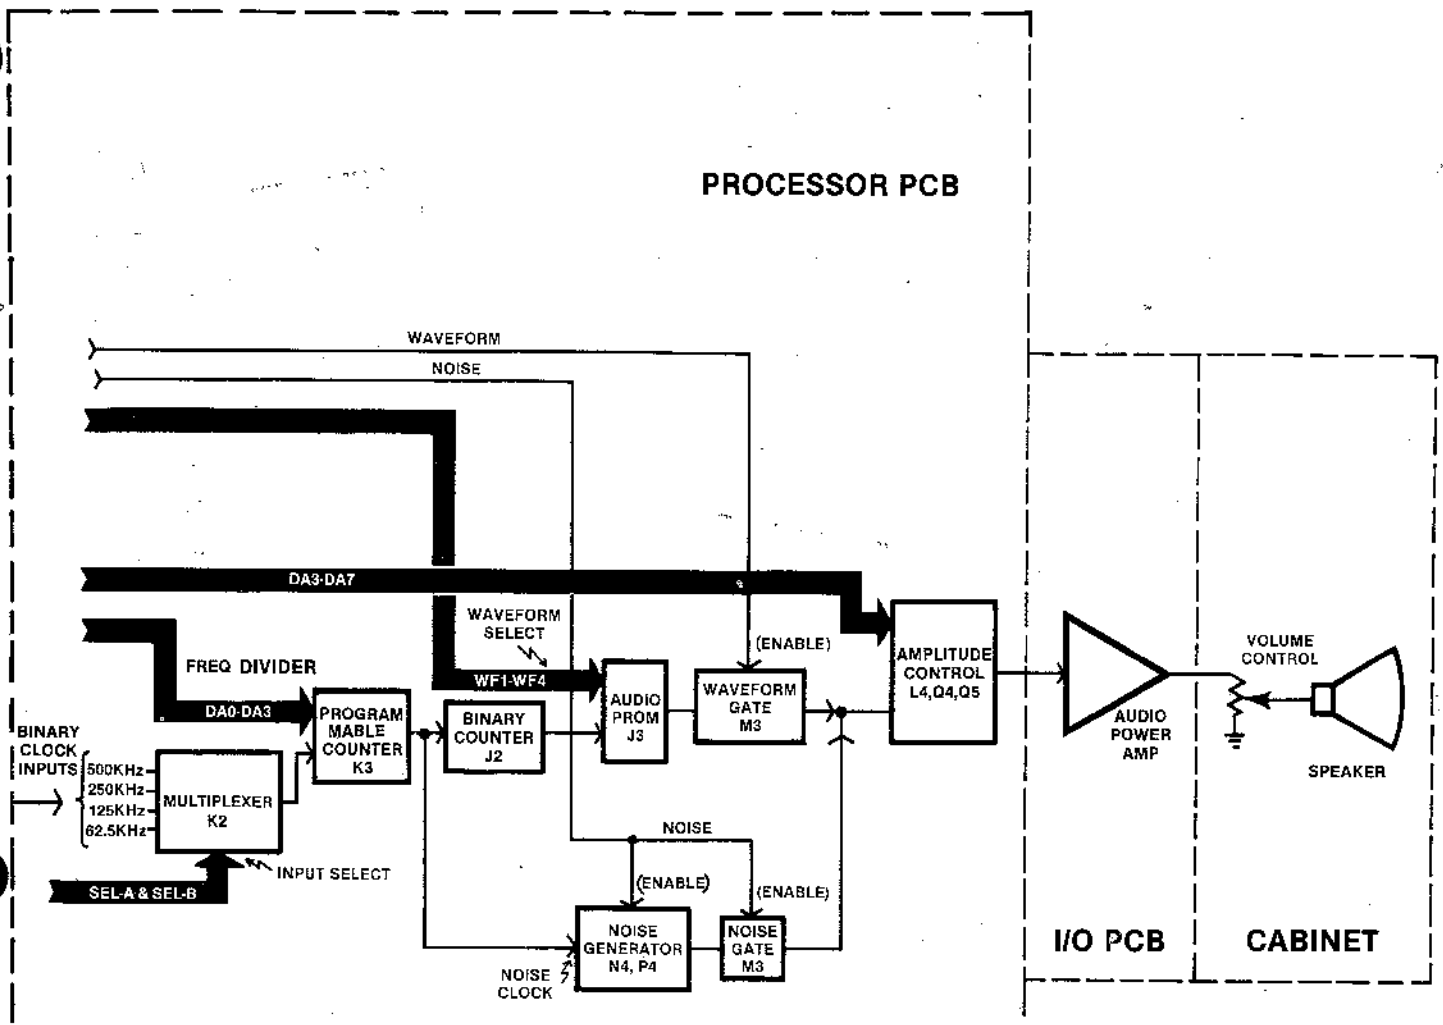 PROCESSOR PCB
WAVEFORM
NOISE
DA3-DA7
WAVEFORM
SELECT
(ENABLE)
FREQ DIVIDER
WF1-WF4
DA0-DA3
PROGRAM
MABLE
COUNTER
K3
BINARY
COUNTER
J2
AUDIO
PROM
J3
WAVEFORM
GATE
M3
AMPLITUDE
CONTROL
L4,Q4,Q5
VOLUME
CONTROL
AUDIO
POWER
AMP
SPEAKER
BINARY
CLOCK
INPUTS
500KHz
250KHz
125KHz
62.5KHz
MULTIPLEXER
K2
INPUT SELECT
SEL-A & SEL-B
NOISE
(ENABLE)
(ENABLE)
NOISE
GENERATOR
N4, P4
NOISE
GATE
M3
NOISE
CLOCK
I/O PCB
CABINET